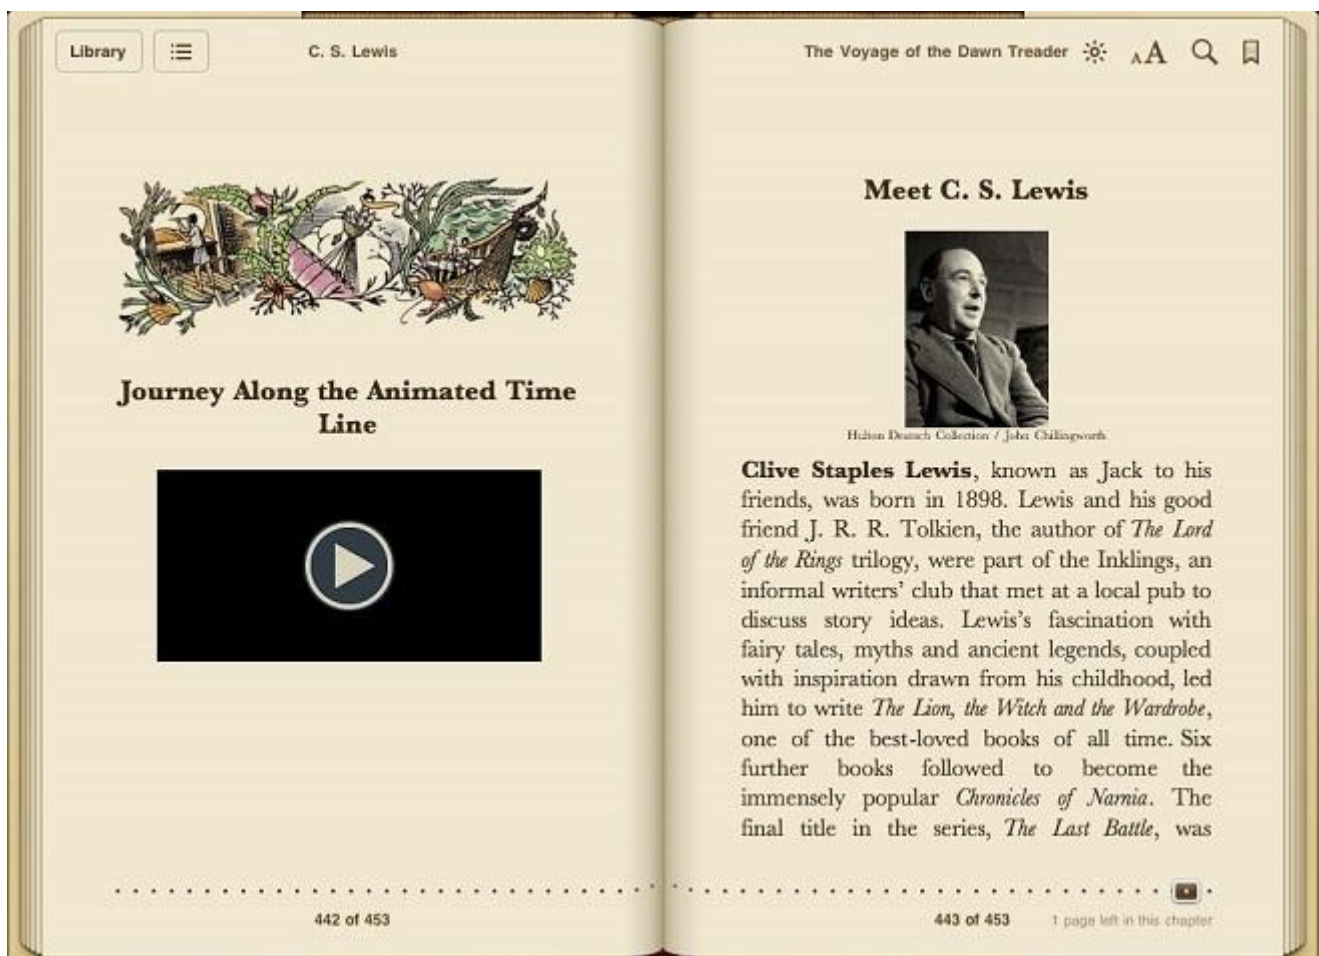 Library
C. S. Lewis
The Voyage of the Dawn Treader
AA
Journey Along the Animated Time
Line
442 of 453
Meet C. S. Lewis
Hulton Deutsch Collection / John Chillingworth
Clive Staples Lewis, known as Jack to his
friends, was born in 1898. Lewis and his good
friend J. R. R. Tolkien, the author of The Lord
of the Rings trilogy, were part of the Inklings, an
informal writers’ club that met at a local pub to
discuss story ideas. Lewis’s fascination with
fairy tales, myths and ancient legends, coupled
with inspiration drawn from his childhood, led
him to write The Lion, the Witch and the Wardrobe,
one of the best-loved books of all time. Six
further books followed to become the
immensely popular Chronicles of Narnia. The
final title in the series, The Last Battle, was
443 of 453
1 page left in this chapter